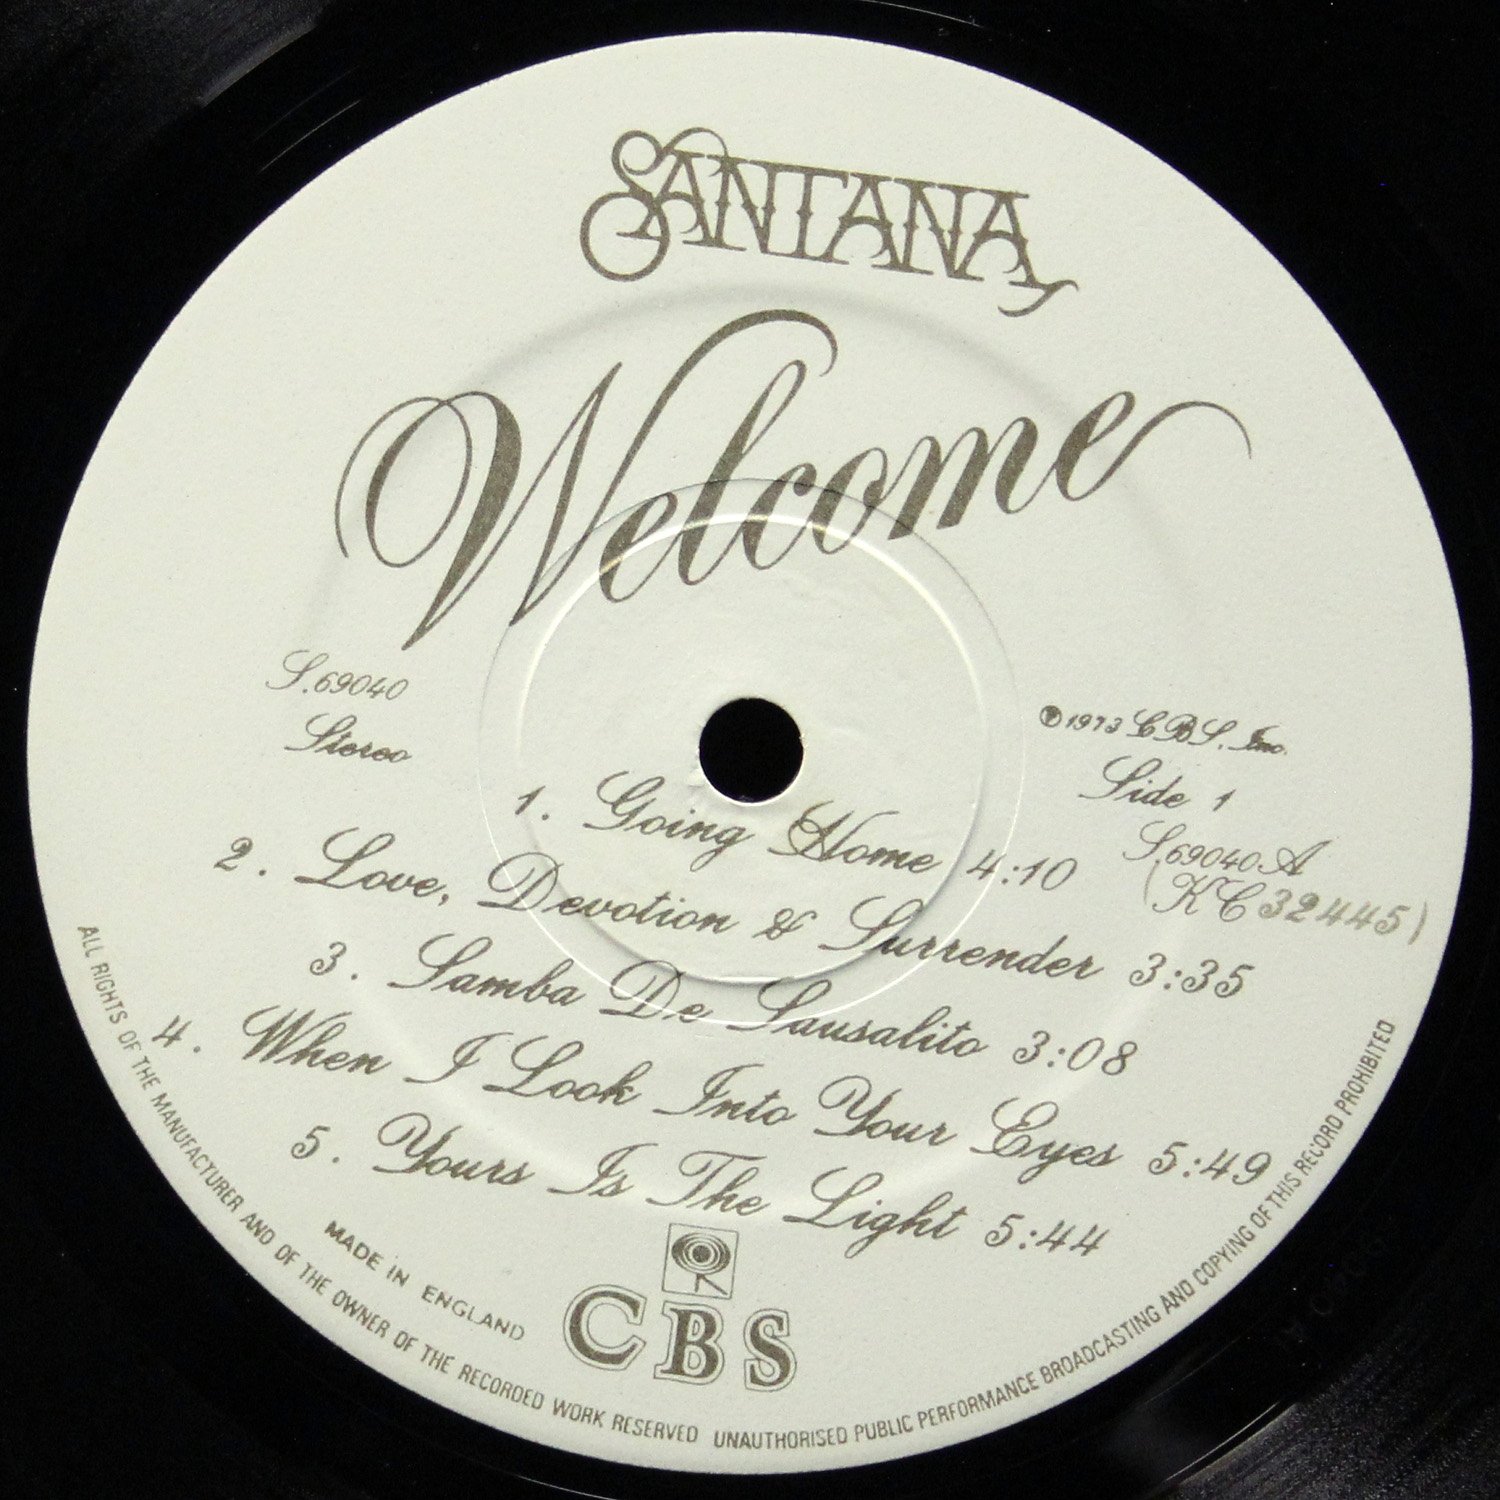 SANTANA
Welcome
S.69040
Stereo
℗ 1973 CBS. Inc.
Side 1
S.69040.A
(KC 32445)
1. Going Home 4:10
2. Love, Devotion & Surrender 3:35
3. Samba De Sausalito 3:08
4. When I Look Into Your Eyes 5:49
5. Yours Is The Light 5:44
MADE IN ENGLAND
CBS
ALL RIGHTS OF THE MANUFACTURER AND OF THE OWNER OF THE RECORDED WORK RESERVED UNAUTHORISED PUBLIC PERFORMANCE BROADCASTING AND COPYING OF THIS RECORD PROHIBITED